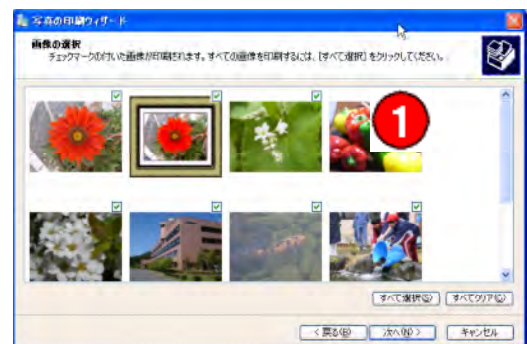 写真の印刷ウィザード
画像の選択
チェックマークの付いた画像が印刷されます。すべての画像を印刷するには、[すべて選択] をクリックしてください。
1
すべて選択(S)
すべてクリア(C)
< 戻る(B)
次へ(N) >
キャンセル